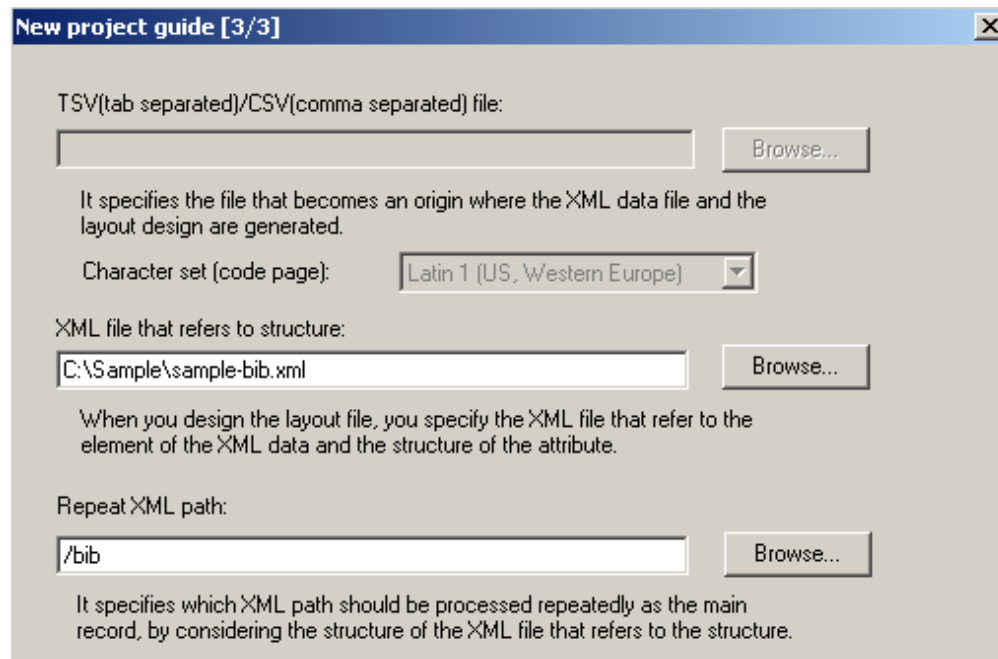 New project guide [3/3]
TSV(tab separated)/CSV(comma separated) file:
Browse...
It specifies the file that becomes an origin where the XML data file and the
layout design are generated.
Character set (code page):
Latin 1 (US, Western Europe)
XML file that refers to structure:
C:\Sample\sample-bib.xml
Browse...
When you design the layout file, you specify the XML file that refer to the
element of the XML data and the structure of the attribute.
Repeat XML path:
/bib
Browse...
It specifies which XML path should be processed repeatedly as the main
record, by considering the structure of the XML file that refers to the structure.